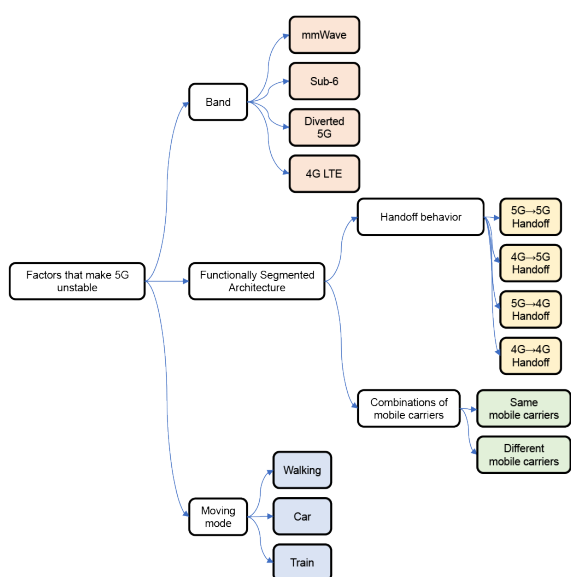 mmWave
Sub-6
Band
Diverted
5G
4G LTE
Handoff behavior
5G→5G
Handoff
4G→5G
Handoff
Factors that make 5G
unstable
Functionally Segmented
Architecture
5G→4G
Handoff
4G→4G
Handoff
Combinations of
mobile carriers
Same
mobile carriers
Different
mobile carriers
Walking
Moving
mode
Car
Train